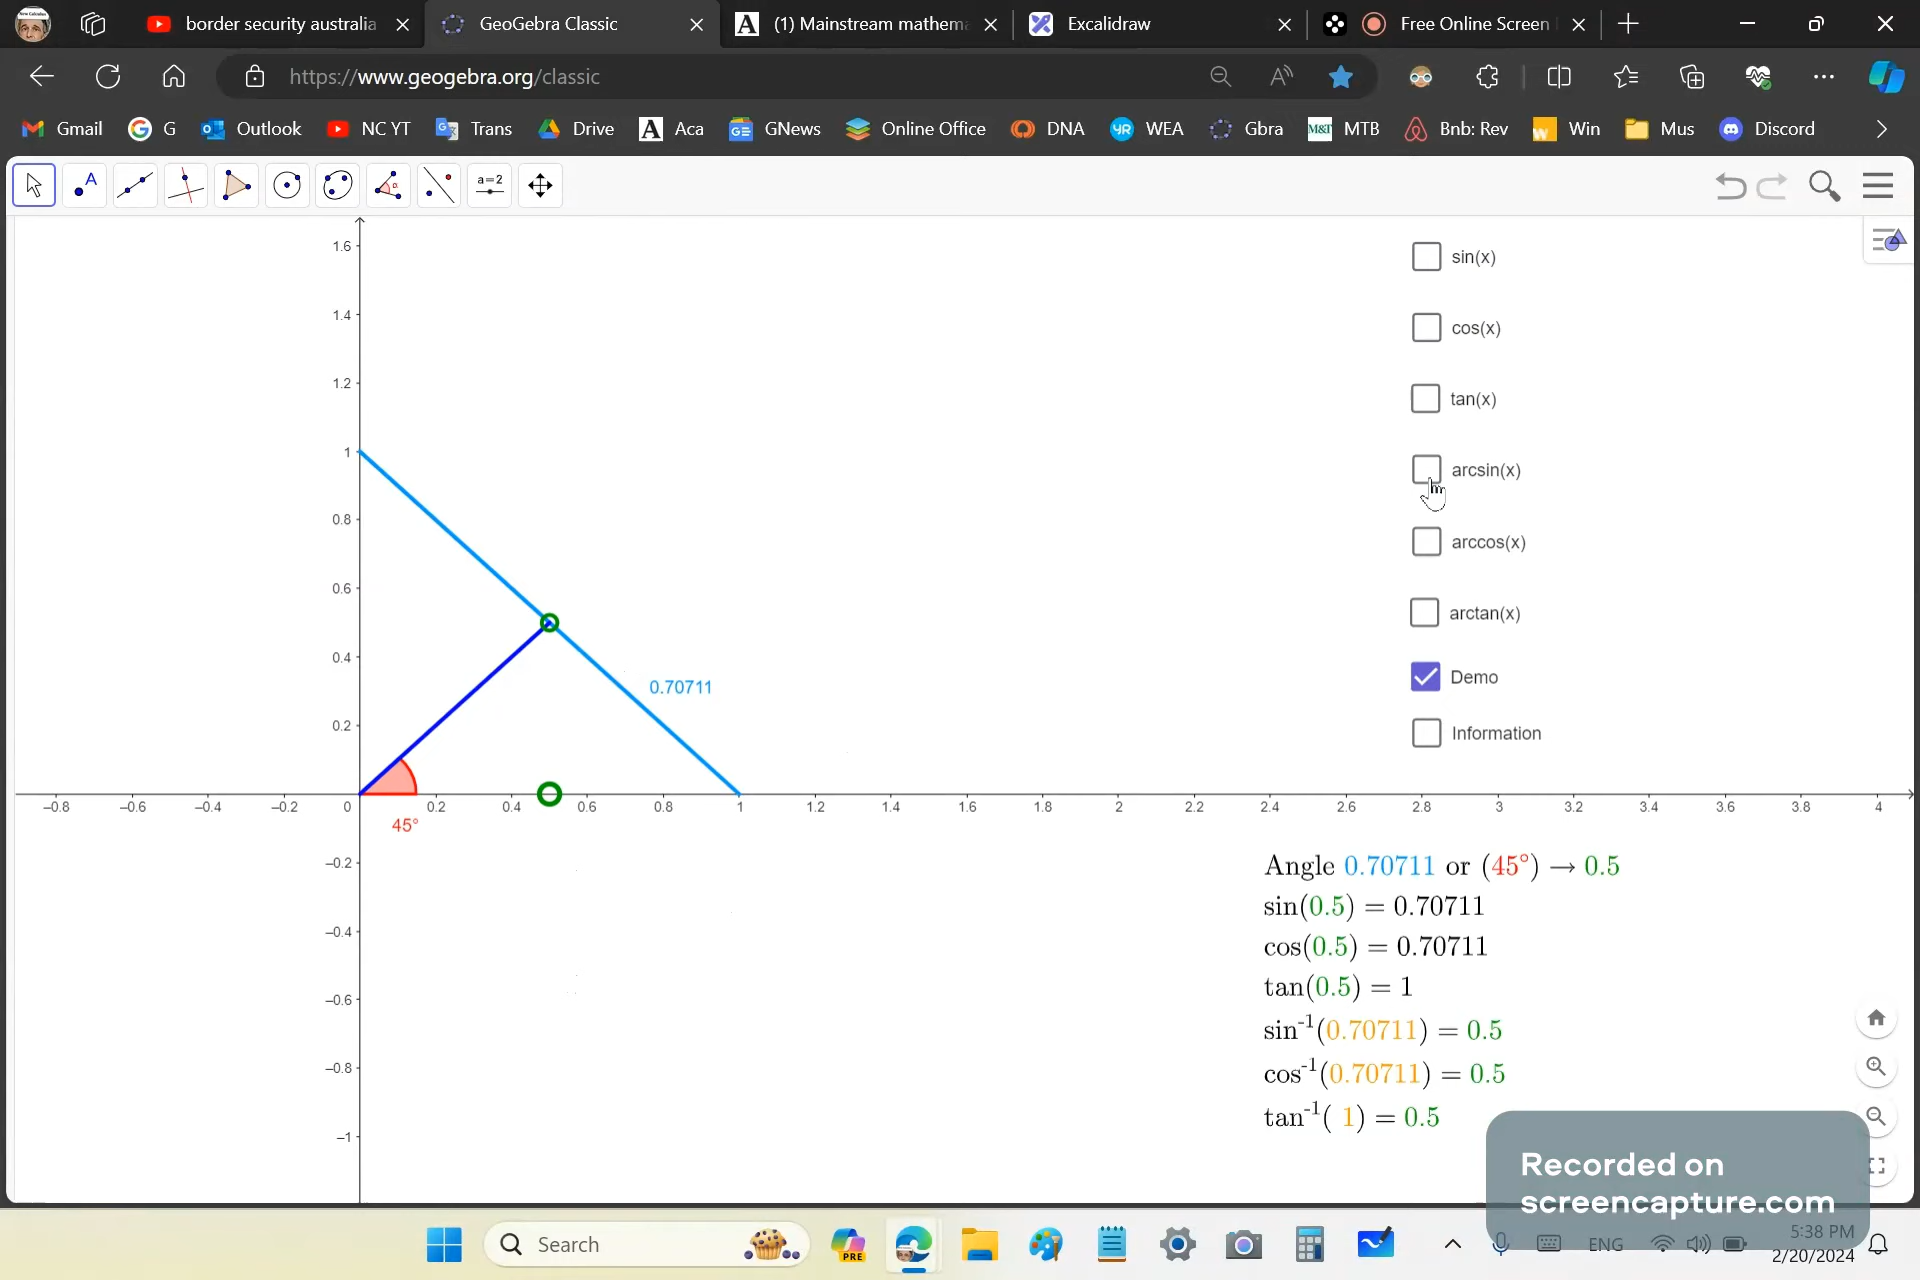 border security australia
GeoGebra Classic
(1) Mainstream mathema
Excalidraw
Free Online Screen
https://www.geogebra.org/classic
Gmail
G
Outlook
NC YT
Trans
Drive
Aca
GNews
Online Office
DNA
WEA
Gbra
MTB
Bnb: Rev
Win
Mus
Discord
A
a=2
sin(x)
cos(x)
tan(x)
arcsin(x)
arccos(x)
arctan(x)
Demo
Information
1.6
1.4
1.2
1
0.8
0.6
0.4
0.2
−0.8
−0.6
−0.4
−0.2
0
0.2
0.4
0.6
0.8
1
1.2
1.4
1.6
1.8
2
2.2
2.4
2.6
2.8
3
3.2
3.4
3.6
3.8
4
−0.2
−0.4
−0.6
−0.8
−1
0.70711
45°
Angle 0.70711 or (45°) → 0.5
sin(0.5) = 0.70711
cos(0.5) = 0.70711
tan(0.5) = 1
sin⁻¹(0.70711) = 0.5
cos⁻¹(0.70711) = 0.5
tan⁻¹( 1) = 0.5
Recorded on
screencapture.com
Search
PRE
ENG
5:38 PM
2/20/2024